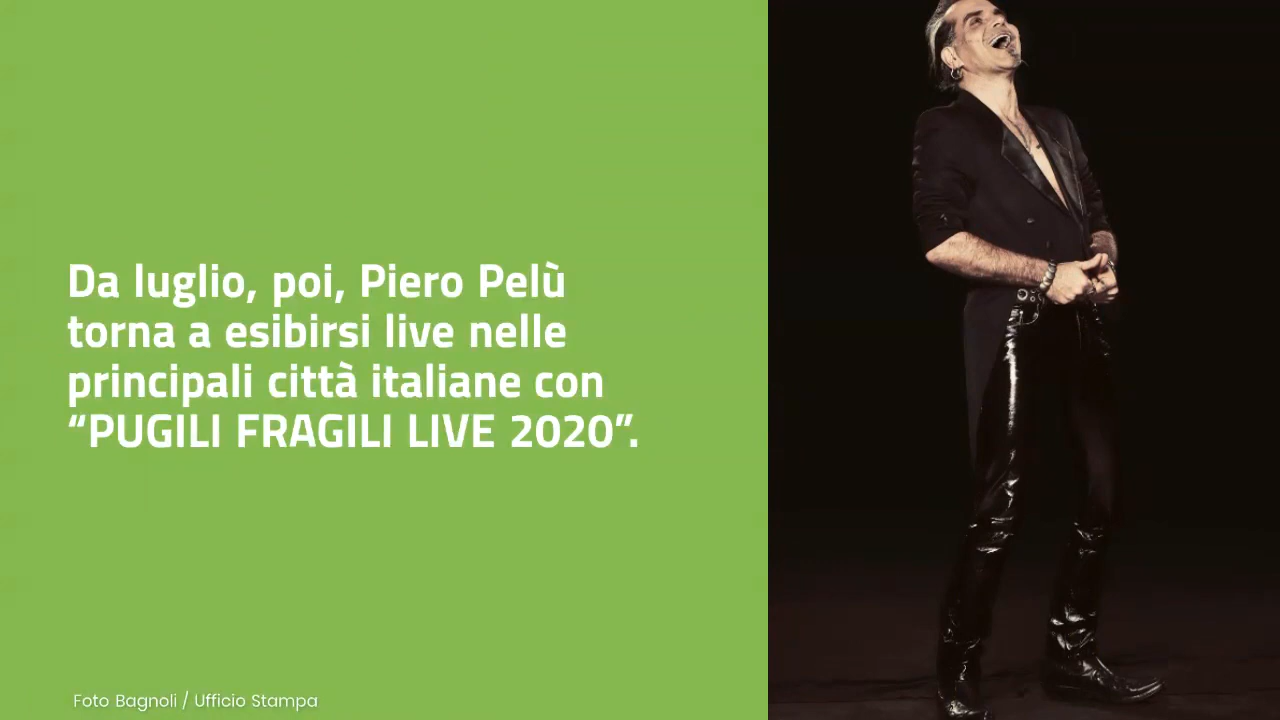 Da luglio, poi, Piero Pelù
torna a esibirsi live nelle
principali città italiane con
“PUGILI FRAGILI LIVE 2020”.
Foto Bagnoli / Ufficio Stampa